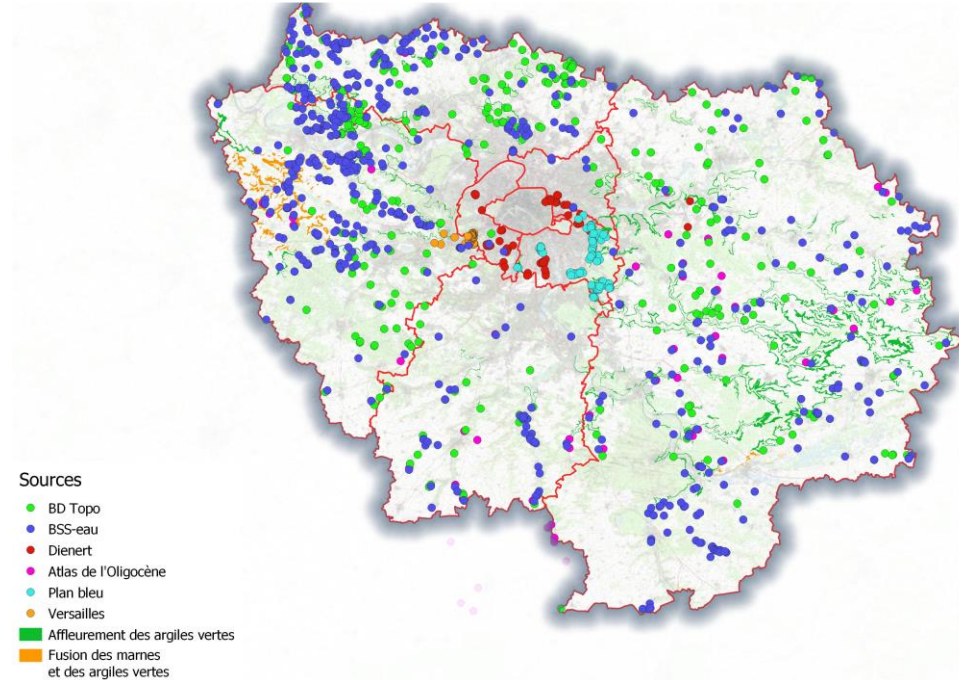 Sources
BD Topo
BSS-eau
Dienert
Atlas de l'Oligocène
Plan bleu
Versailles
Affleurement des argiles vertes
Fusion des marnes
et des argiles vertes